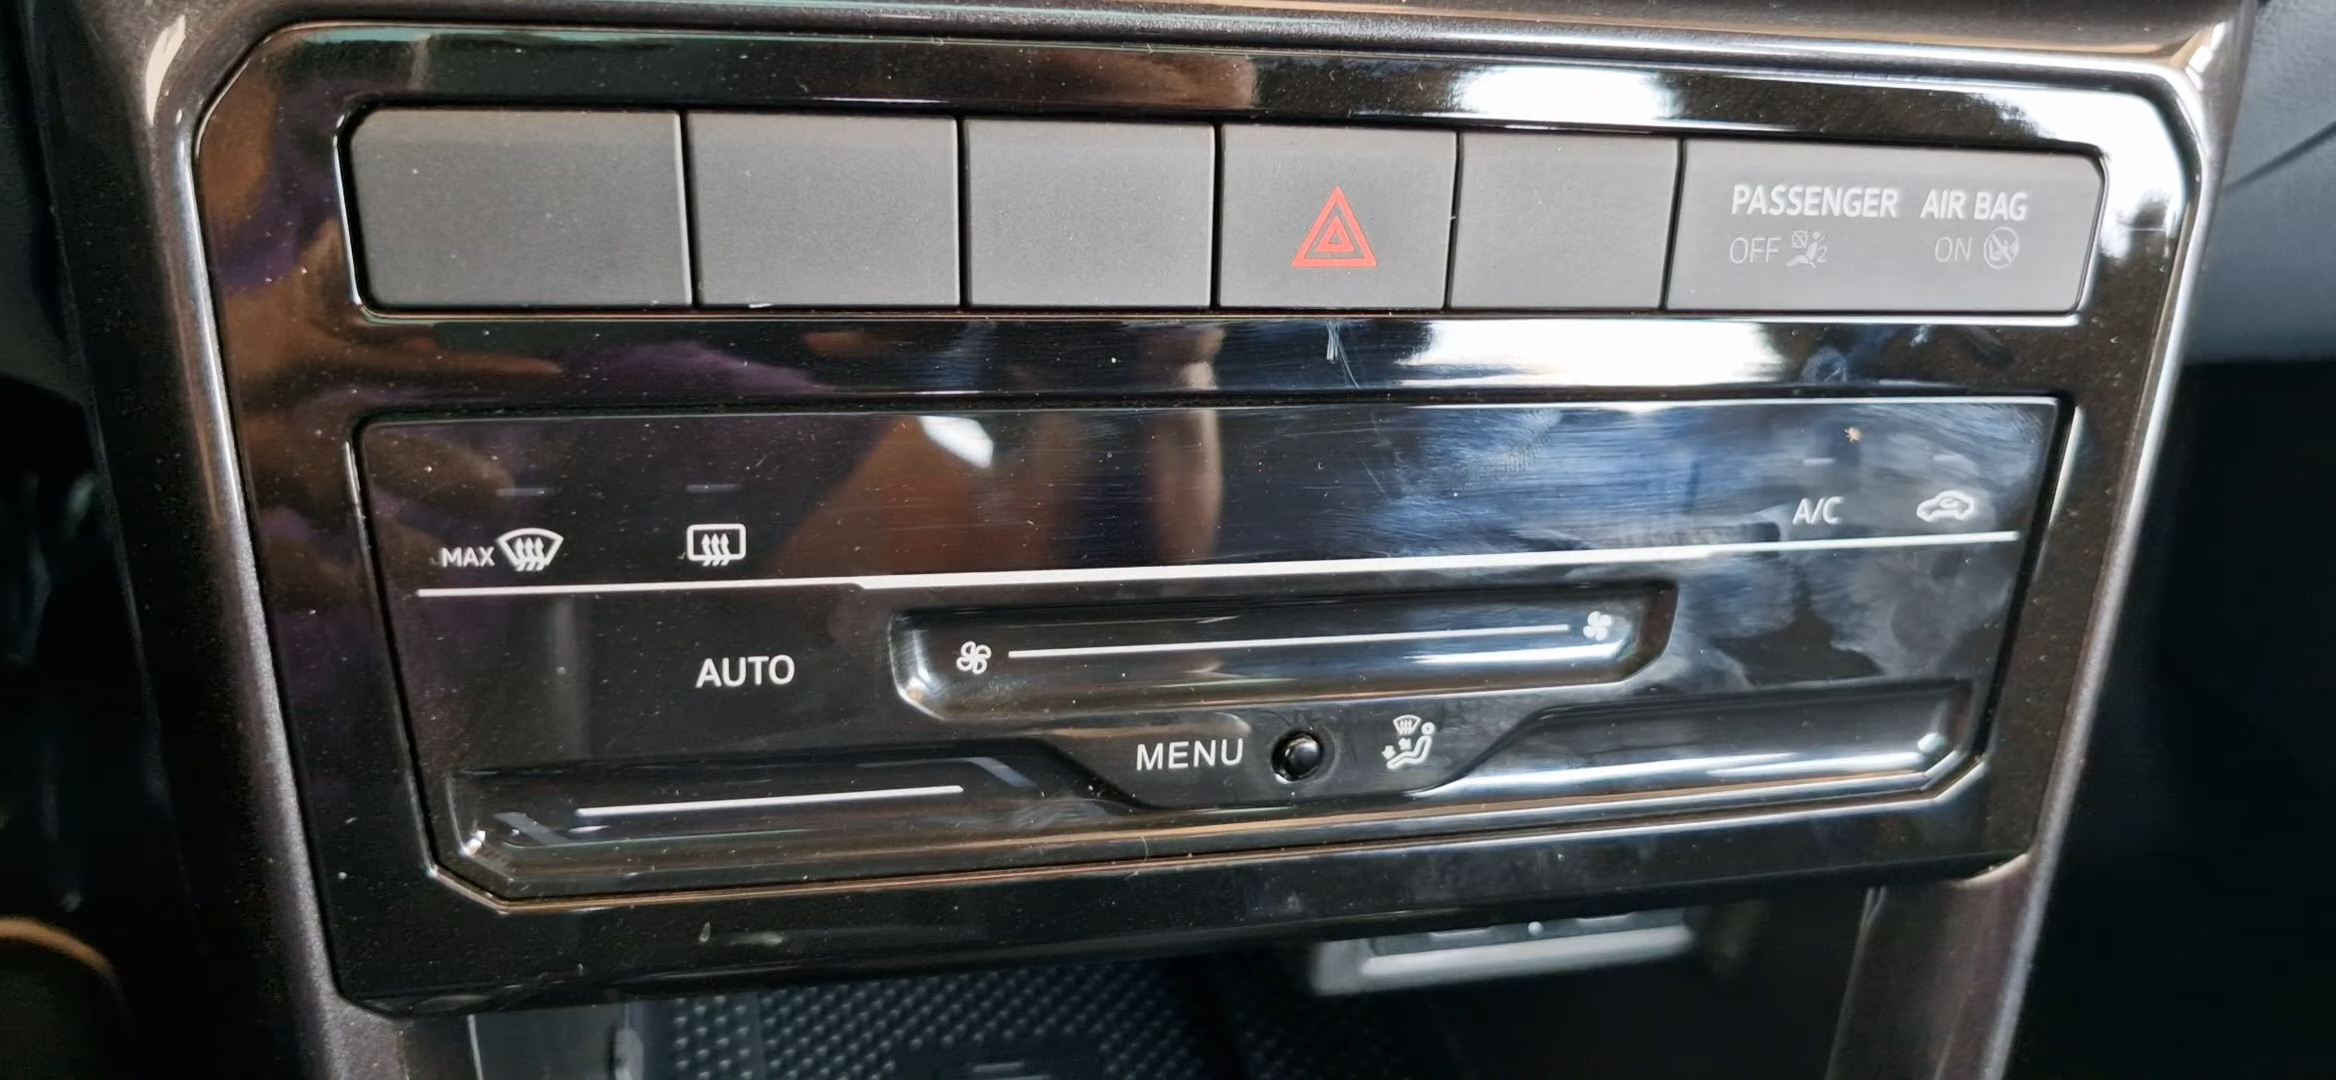 PASSENGER AIR BAG
OFF ON
MAX
A/C
AUTO
MENU